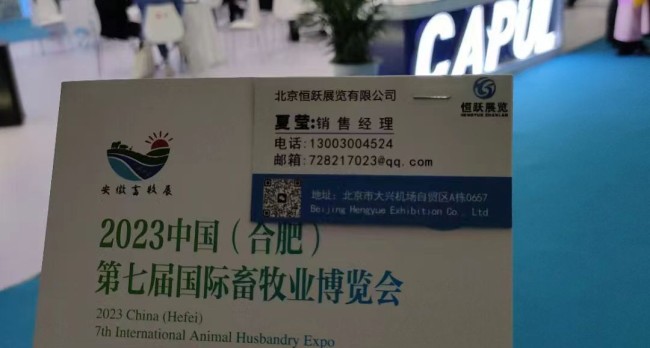 CAPUL
北京恒跃展览有限公司
恒跃展览
HENGYUE ZHANLAN
夏莹:销售经理
电话:13003004524
邮箱:728217023@qq.com
地址:北京市大兴机场自贸区A栋0657
Beijing Hengyue Exhibition Co., Ltd
安徽畜牧展
2023中国（合肥）
第七届国际畜牧业博览会
2023 China (Hefei)
7th International Animal Husbandry Expo